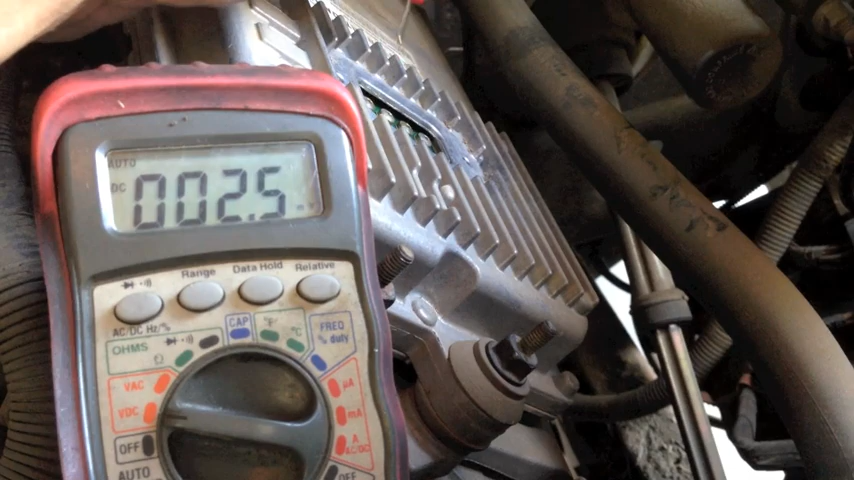 AUTO
DC
002.5
Range Data Hold Relative
AC/DC Hz/%
CAP °F °C FREQ
% duty
OHMS
Ω
VAC µA
VDC mA
A
AC/DC
OFF OFF
AUTO